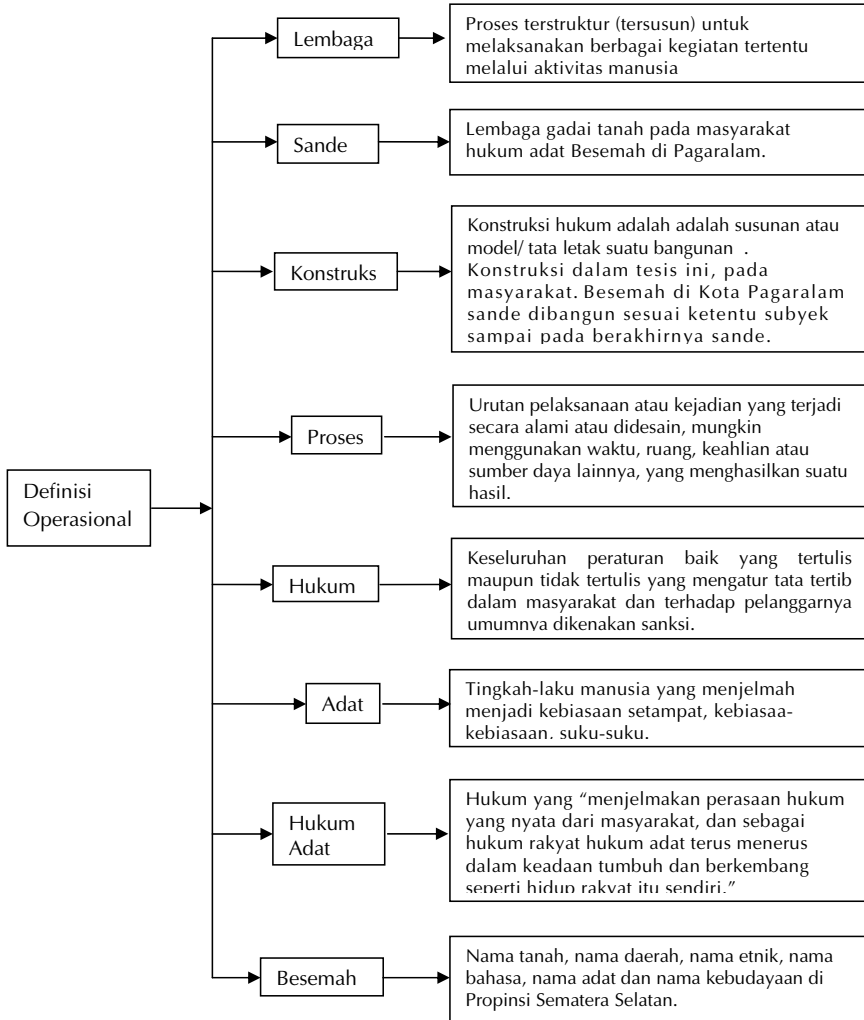 Lembaga
Proses terstruktur (tersusun) untuk
melaksanakan berbagai kegiatan tertentu
melalui aktivitas manusia
Sande
Lembaga gadai tanah pada masyarakat
hukum adat Besemah di Pagaralam.
Konstruks
Konstruksi hukum adalah adalah susunan atau
model/ tata letak suatu bangunan .
Konstruksi dalam tesis ini, pada
masyarakat. Besemah di Kota Pagaralam
sande dibangun sesuai ketentu subyek
sampai pada berakhirnya sande.
Proses
Urutan pelaksanaan atau kejadian yang terjadi
secara alami atau didesain, mungkin
menggunakan waktu, ruang, keahlian atau
sumber daya lainnya, yang menghasilkan suatu
hasil.
Definisi
Operasional
Hukum
Keseluruhan peraturan baik yang tertulis
maupun tidak tertulis yang mengatur tata tertib
dalam masyarakat dan terhadap pelanggarnya
umumnya dikenakan sanksi.
Adat
Tingkah-laku manusia yang menjelmah
menjadi kebiasaan setampat, kebiasaa-
kebiasaan, suku-suku.
Hukum
Adat
Hukum yang “menjelmakan perasaan hukum
yang nyata dari masyarakat, dan sebagai
hukum rakyat hukum adat terus menerus
dalam keadaan tumbuh dan berkembang
seperti hidup rakyat itu sendiri.”
Besemah
Nama tanah, nama daerah, nama etnik, nama
bahasa, nama adat dan nama kebudayaan di
Propinsi Sematera Selatan.